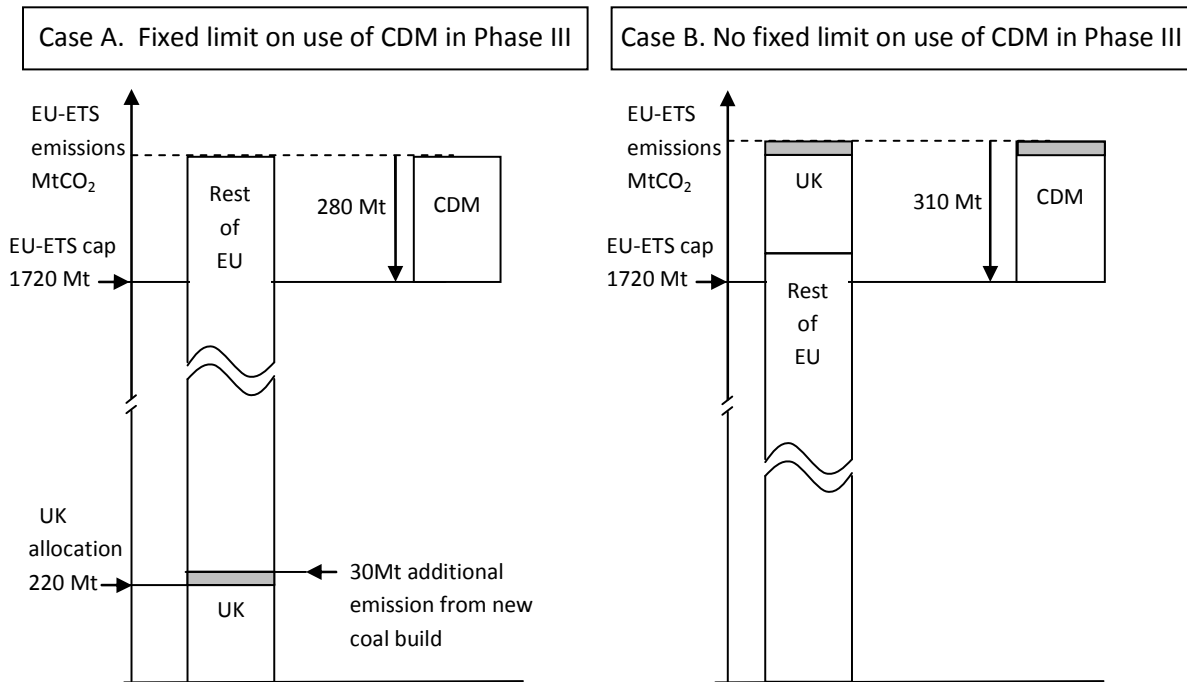 Case A. Fixed limit on use of CDM in Phase III
EU-ETS
emissions
MtCO₂
Rest
of
EU
280 Mt
CDM
EU-ETS cap
1720 Mt
UK
allocation
220 Mt
UK
30Mt additional
emission from new
coal build
Case B. No fixed limit on use of CDM in Phase III
EU-ETS
emissions
MtCO₂
UK
310 Mt
CDM
EU-ETS cap
1720 Mt
Rest
of
EU